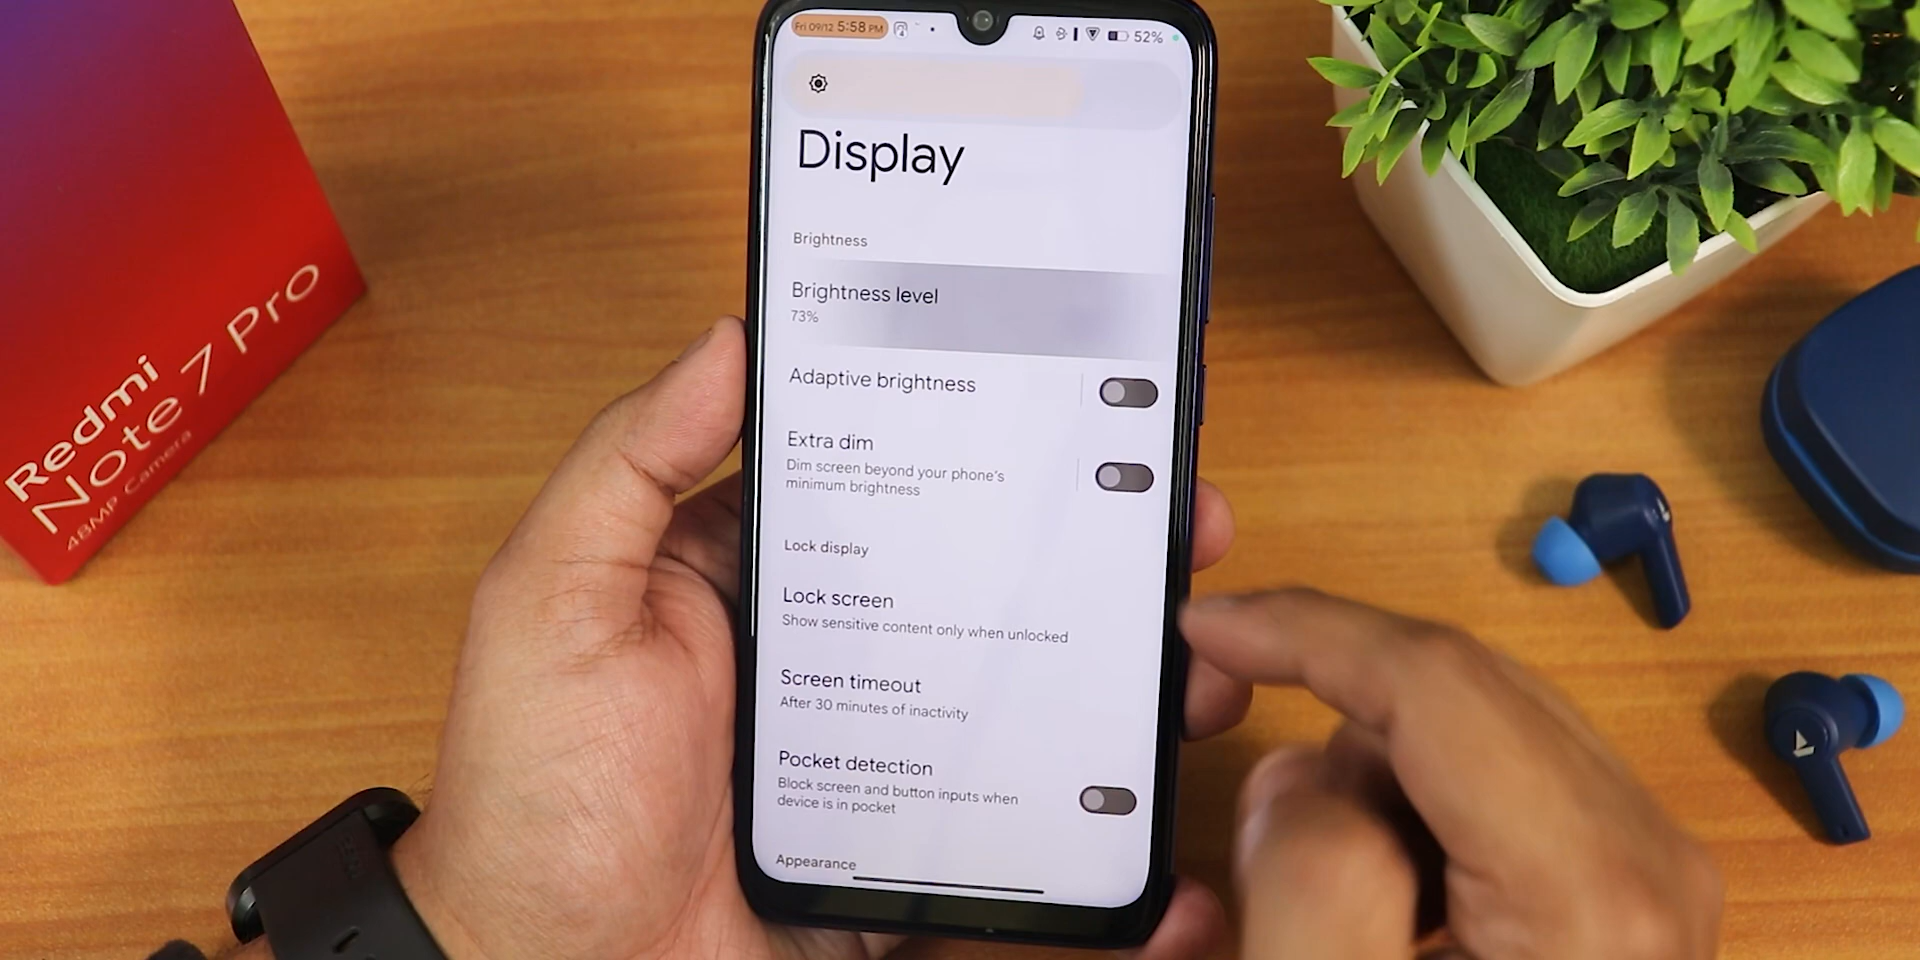 Fri 09/12 5:58 PM
52%
Display
Brightness
Brightness level
73%
Adaptive brightness
Extra dim
Dim screen beyond your phone's
minimum brightness
Lock display
Lock screen
Show sensitive content only when unlocked
Screen timeout
After 30 minutes of inactivity
Pocket detection
Block screen and button inputs when
device is in pocket
Appearance
Redmi
Note 7 Pro
48MP Camera